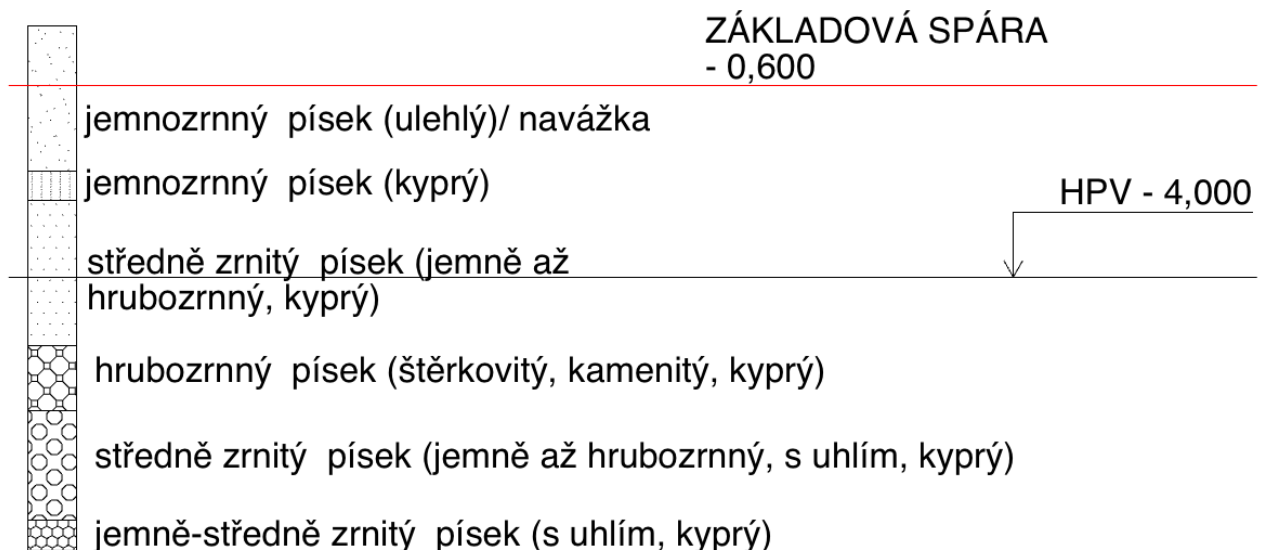 ZÁKLADOVÁ SPÁRA
- 0,600
jemnozrnný písek (ulehlý)/ navážka
jemnozrnný písek (kyprý)
HPV - 4,000
středně zrnitý písek (jemně až
hrubozrnný, kyprý)
hrubozrnný písek (štěrkovitý, kamenitý, kyprý)
středně zrnitý písek (jemně až hrubozrnný, s uhlím, kyprý)
jemně-středně zrnitý písek (s uhlím, kyprý)